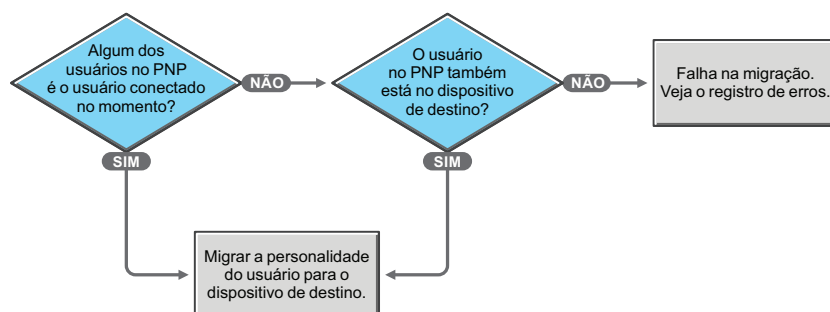 Algum dos
usuários no PNP
é o usuário conectado
no momento?
NÃO
O usuário
no PNP também
está no dispositivo
de destino?
NÃO
Falha na migração.
Veja o registro de erros.
SIM
SIM
Migrar a personalidade
do usuário para o
dispositivo de destino.